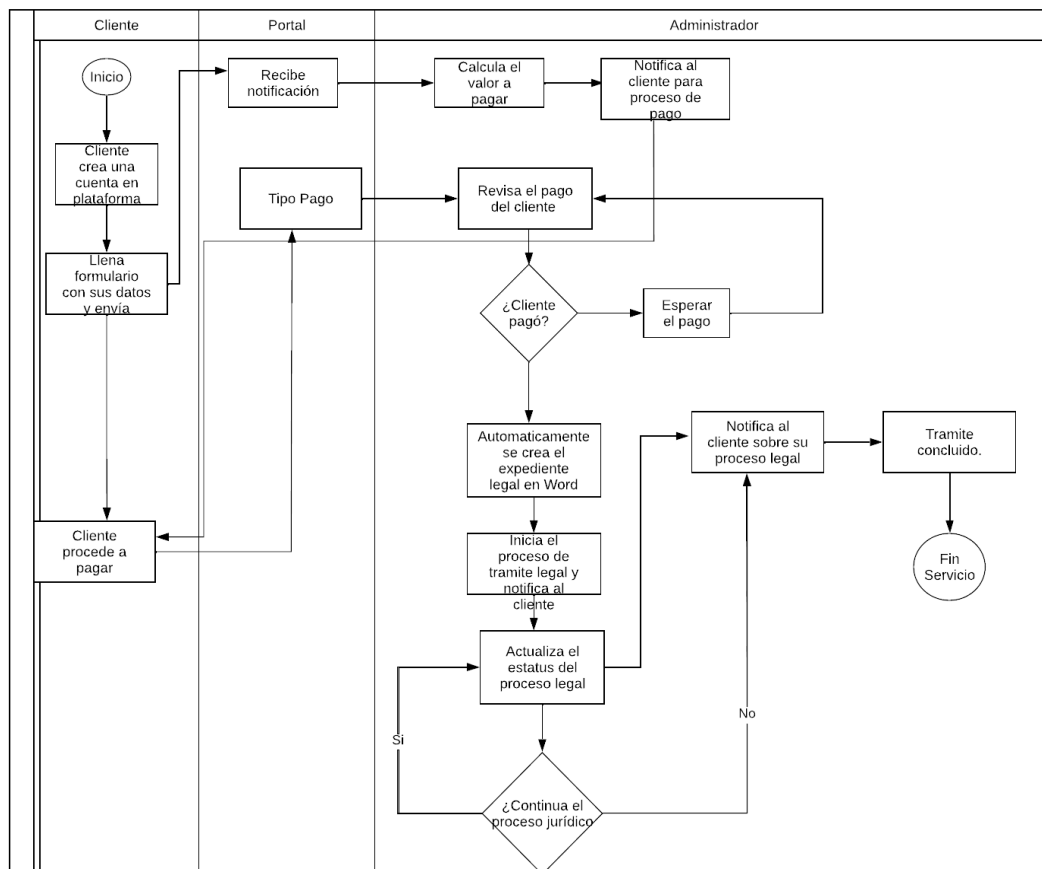 Cliente
Portal
Administrador
Inicio
Recibe
notificación
Calcula el
valor a
pagar
Notifica al
cliente para
proceso de
pago
Cliente
crea una
cuenta en
plataforma
Tipo Pago
Revisa el pago
del cliente
Llena
formulario
con sus datos
y envía
¿Cliente
pagó?
Esperar
el pago
Automaticamente
se crea el
expediente
legal en Word
Notifica al
cliente sobre su
proceso legal
Tramite
concluido.
Cliente
procede a
pagar
Inicia el
proceso de
tramite legal y
notifica al
cliente
Fin
Servicio
Actualiza el
estatus del
proceso legal
Si
No
¿Continua el
proceso jurídico